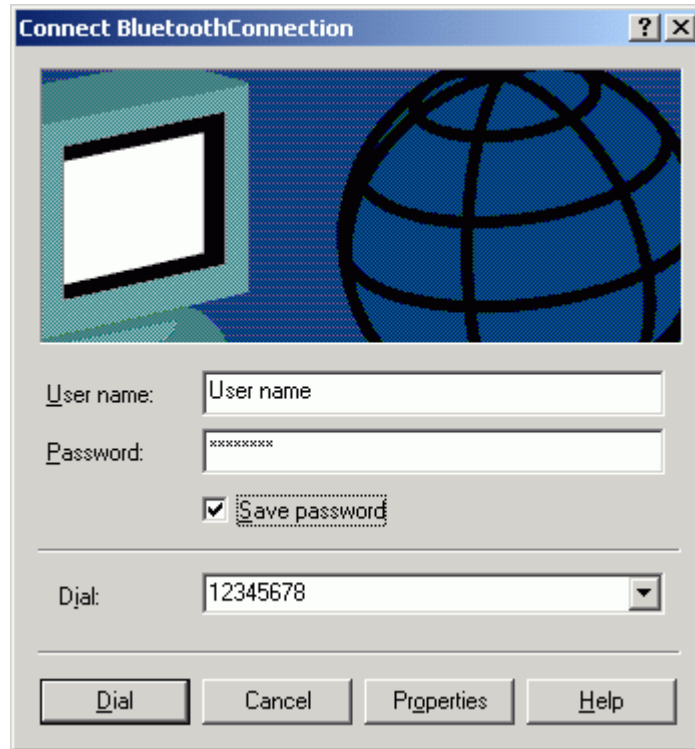 Connect BluetoothConnection
User name: User name
Password: ********
Save password
Dial: 12345678
Dial Cancel Properties Help